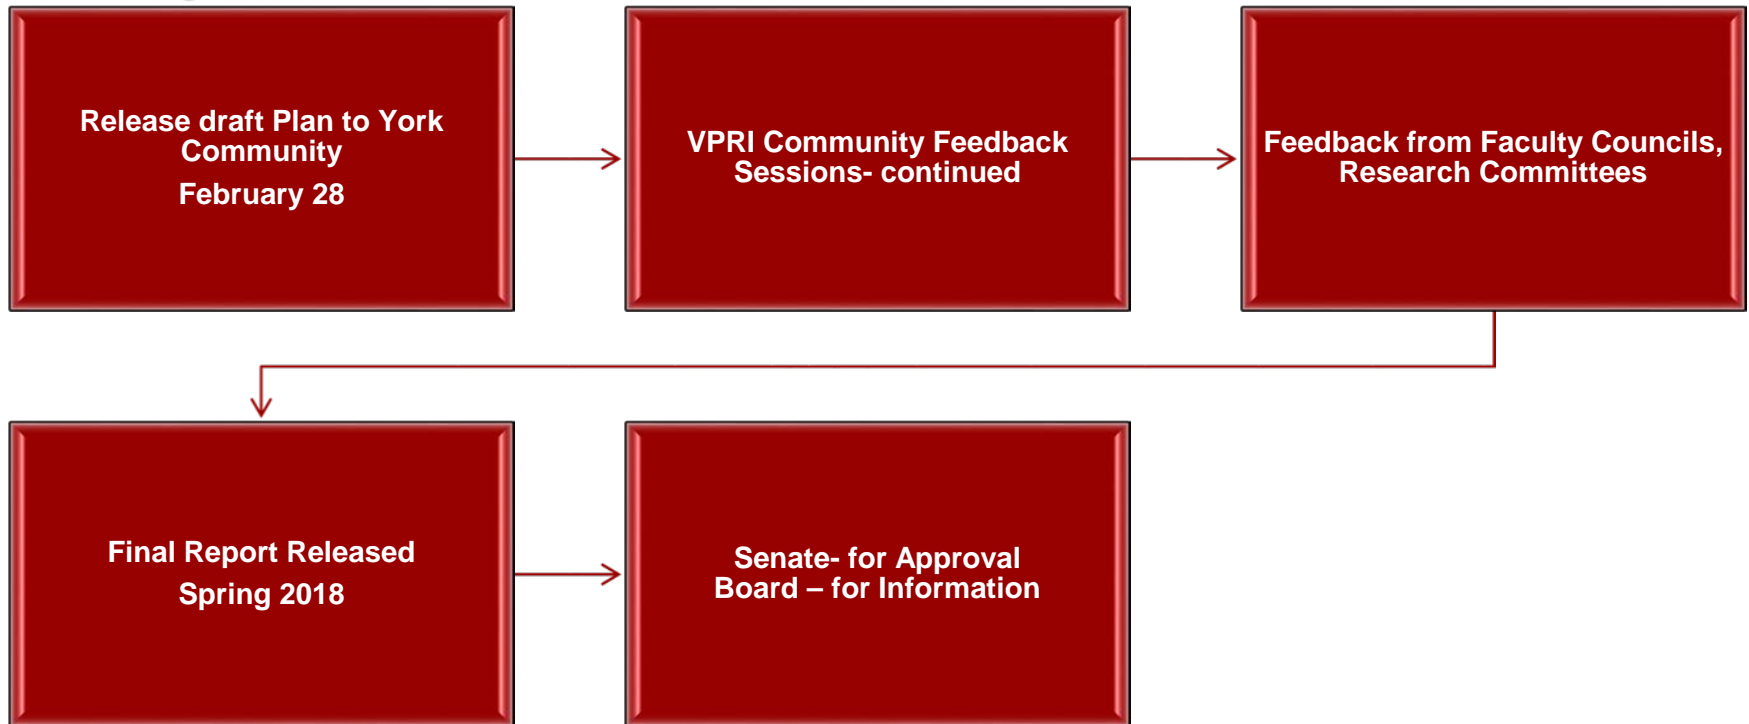 Release draft Plan to York
Community
February 28
VPRI Community Feedback
Sessions- continued
Feedback from Faculty Councils,
Research Committees
Final Report Released
Spring 2018
Senate- for Approval
Board – for Information